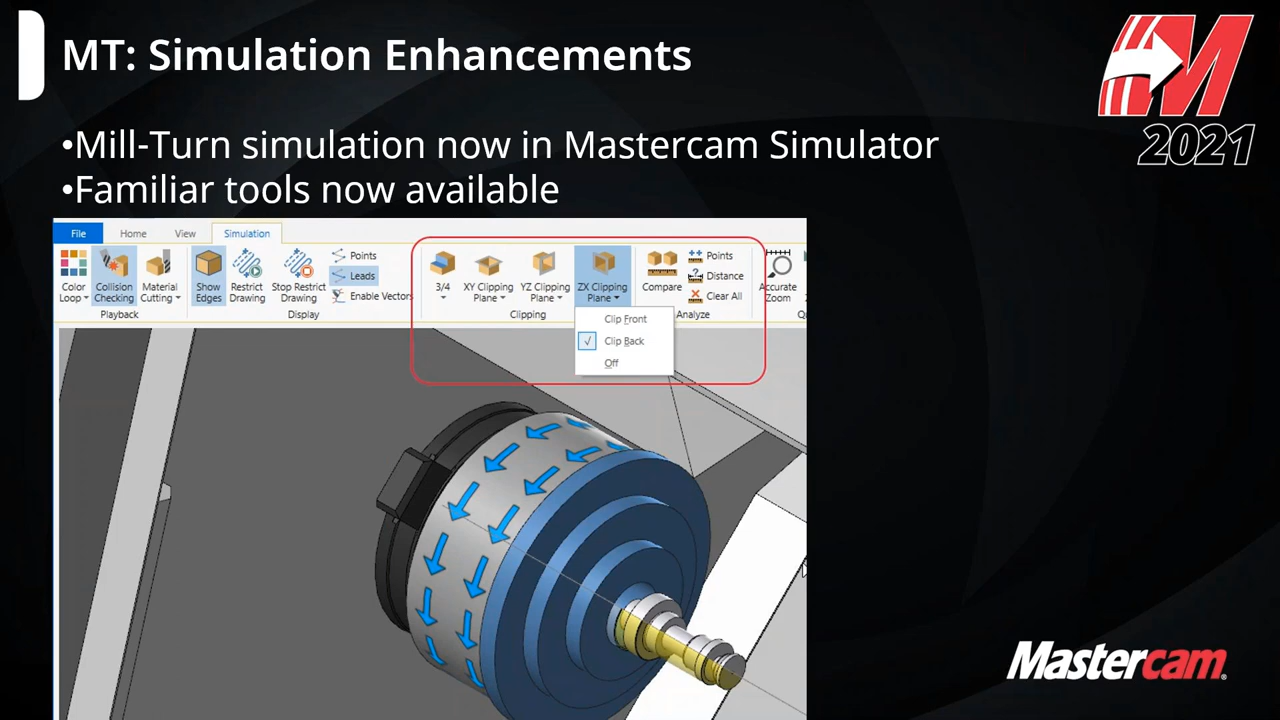 MT: Simulation Enhancements
M
2021
•Mill-Turn simulation now in Mastercam Simulator
•Familiar tools now available
File Home View Simulation
Color Loop
Collision Checking
Material Cutting
Playback
Show Edges
Restrict Drawing
Stop Restrict Drawing
Points
Leads
Enable Vectors
Display
3/4
XY Clipping Plane
YZ Clipping Plane
ZX Clipping Plane
Clipping
Clip Front
Clip Back
Off
Compare
Points
Distance
Clear All
Analyze
Accurate Zoom
Mastercam®